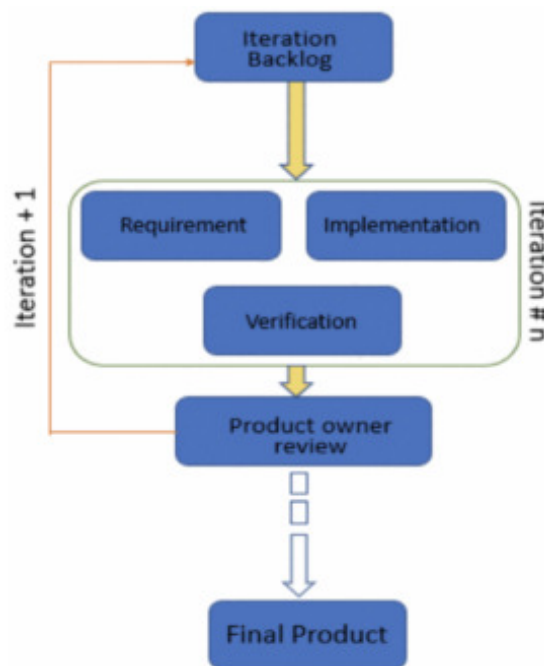 Iteration
Backlog
Iteration + 1
Requirement
Implementation
Iteration # n
Verification
Product owner
review
Final Product